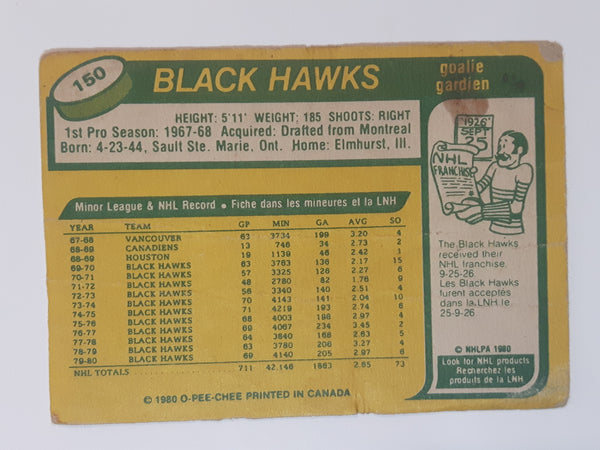 150
BLACK HAWKS
goalie
gardien
HEIGHT: 5'11" WEIGHT; 185 SHOOTS: RIGHT
1st Pro Season: 1967-68 Acquired: Drafted from Montreal
Born: 4-23-44, Sault Ste. Marie, Ont. Home: Elmhurst, Ill.
Minor League & NHL Record • Fiche dans les mineures et la LNH
YEAR TEAM GP MIN GA AVG SO
67-68 VANCOUVER 63 3734 199 3.20 4
68-69 CANADIENS 13 746 34 2.73 2
68-69 HOUSTON 19 1139 46 2.42 1
69-70 BLACK HAWKS 63 3763 136 2.17 15
70-71 BLACK HAWKS 57 3325 126 2.27 6
71-72 BLACK HAWKS 48 2780 82 1.76 9
72-73 BLACK HAWKS 56 3340 140 2.51 4
73-74 BLACK HAWKS 70 4143 141 2.04 10
74-75 BLACK HAWKS 71 4219 193 2.74 6
75-76 BLACK HAWKS 68 4003 198 2.97 4
76-77 BLACK HAWKS 69 4067 234 3.45 2
77-78 BLACK HAWKS 64 3840 168 2.63 5
78-79 BLACK HAWKS 63 3780 206 3.27 4
79-80 BLACK HAWKS 69 4140 205 2.97 6
NHL TOTALS 711 42,146 1863 2.65 73
© 1980 O-PEE-CHEE PRINTED IN CANADA
1926
SEPT
25
NHL
FRANCHISE
The Black Hawks
received their
NHL franchise,
9-25-26.
Les Black Hawks
furent acceptés
dans la LNH le
25-9-26
© NHLPA 1980
Look for NHL products
Recherchez les
produits de la LNH